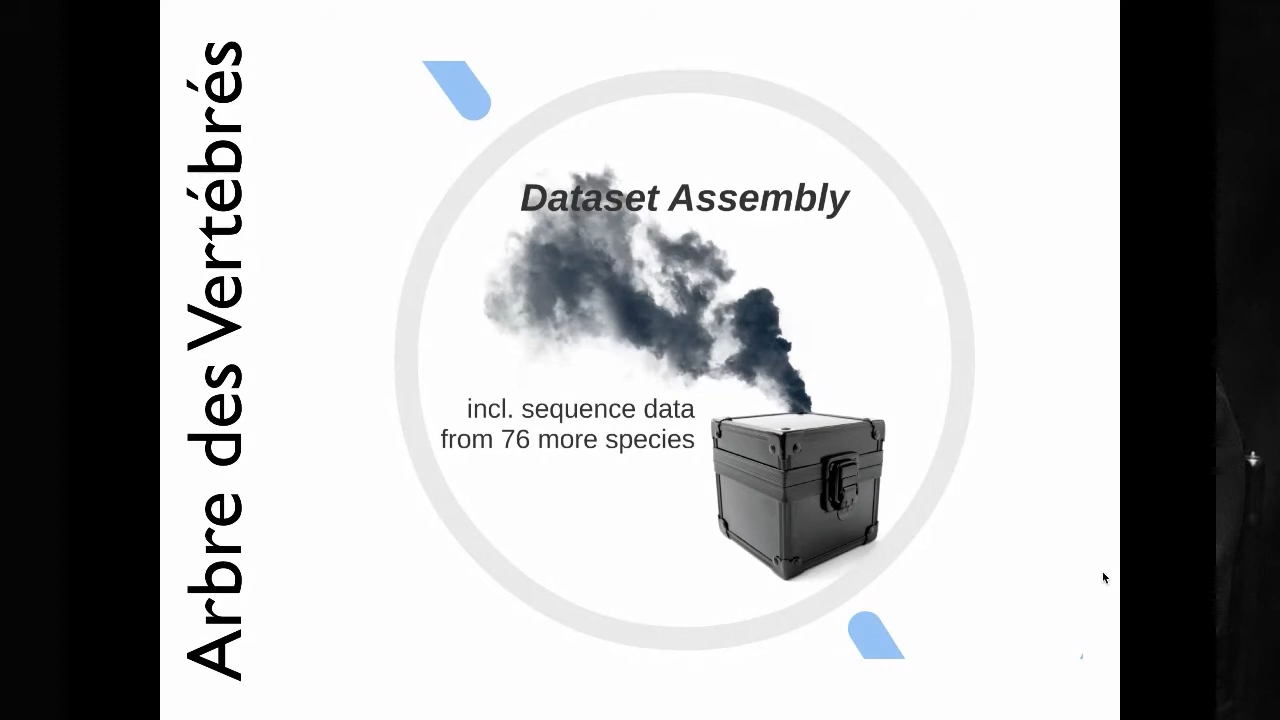 Arbre des Vertébrés
Dataset Assembly
incl. sequence data
from 76 more species